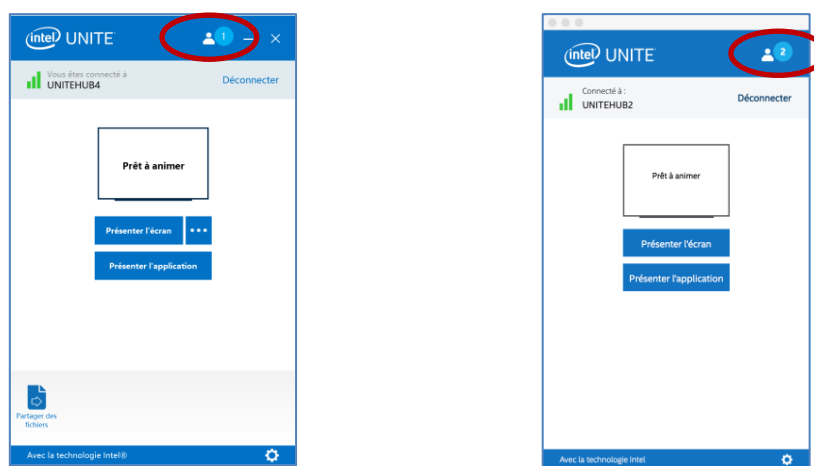 intel UNITE
1
Vous êtes connecté à
UNITEHUB4
Déconnecter
Prêt à animer
Présenter l'écran
Présenter l'application
Partager des
fichiers
Avec la technologie Intel®
intel UNITE
2
Connecté à :
UNITEHUB2
Déconnecter
Prêt à animer
Présenter l'écran
Présenter l'application
Avec la technologie Intel